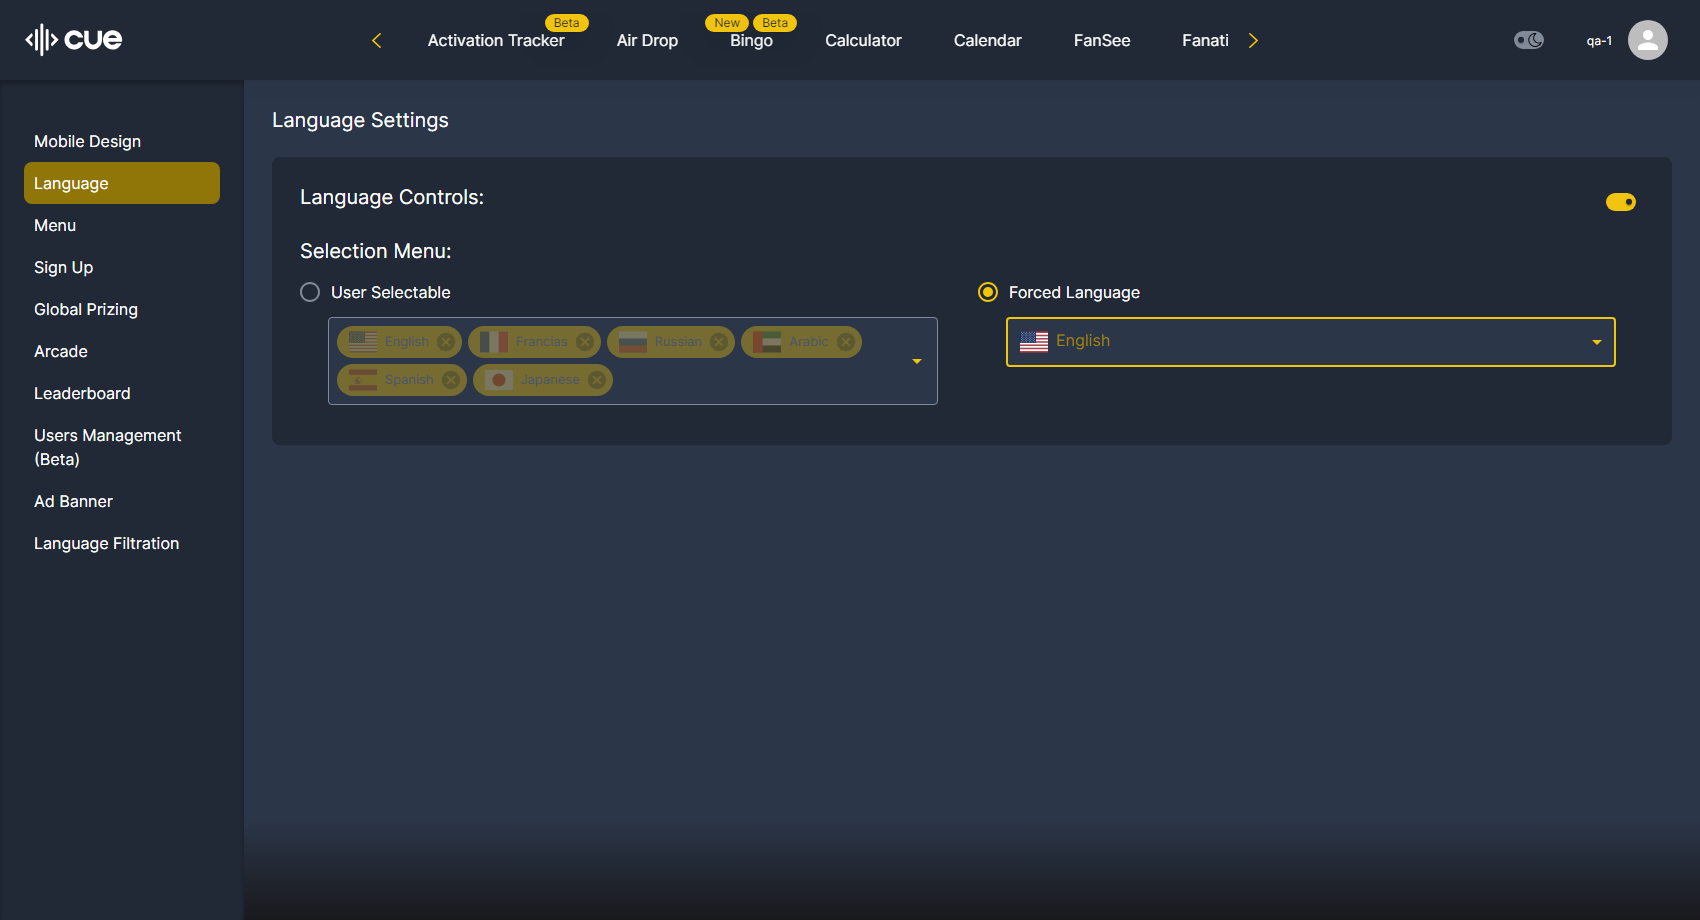 cue
Beta
New
Beta
Activation Tracker
Air Drop
Bingo
Calculator
Calendar
FanSee
Fanati
qa-1
Mobile Design
Language
Menu
Sign Up
Global Prizing
Arcade
Leaderboard
Users Management
(Beta)
Ad Banner
Language Filtration
Language Settings
Language Controls:
Selection Menu:
User Selectable
English
Francias
Russian
Arabic
Spanish
Japanese
Forced Language
English